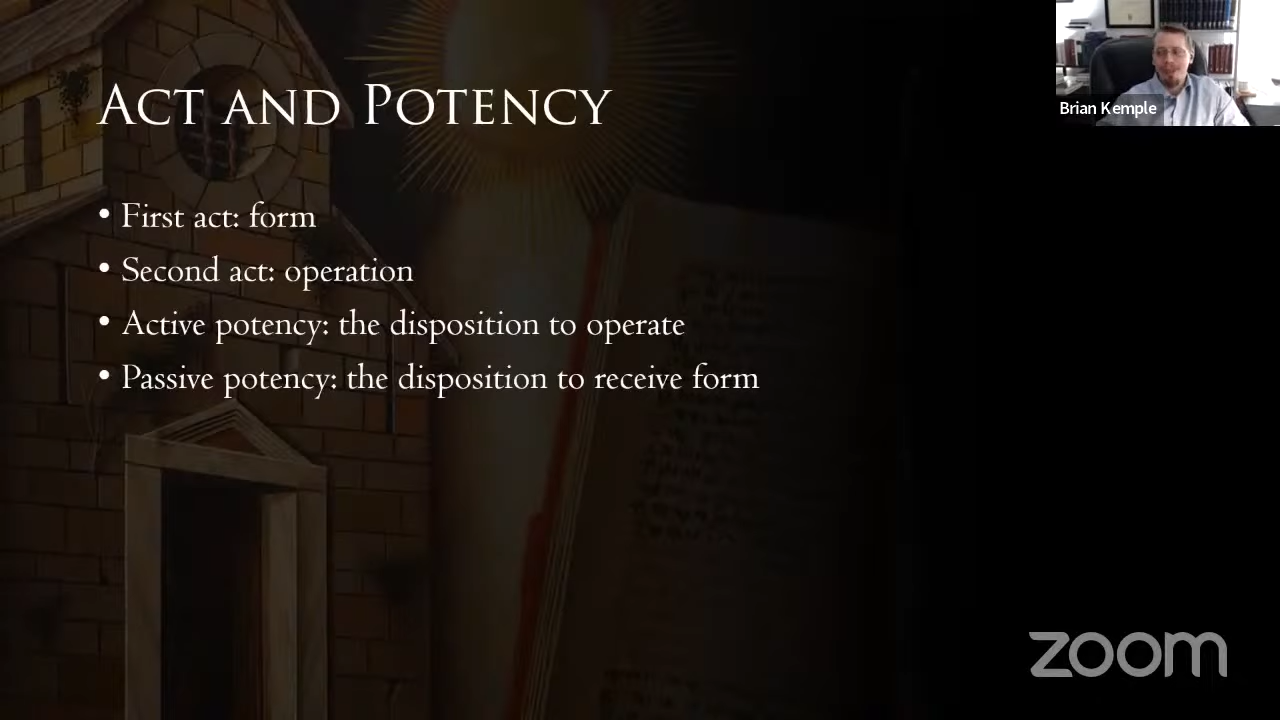 Act and Potency
• First act: form
• Second act: operation
• Active potency: the disposition to operate
• Passive potency: the disposition to receive form
Brian Kemple
zoom